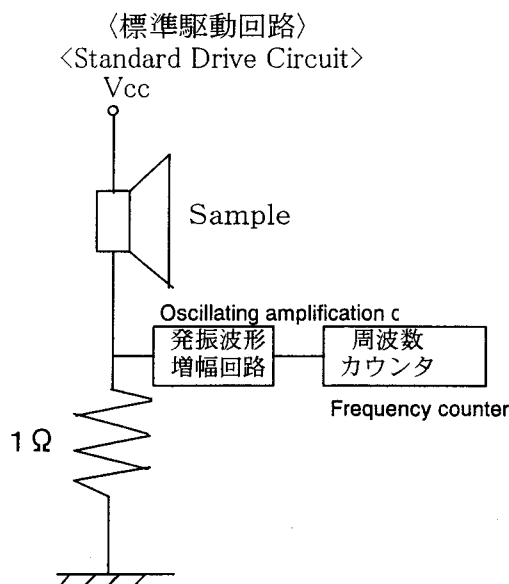 〈標準駆動回路〉
<Standard Drive Circuit>
Vcc
Sample
Oscillating amplification c
発振波形
増幅回路
周波数
カウンタ
Frequency counter
1Ω